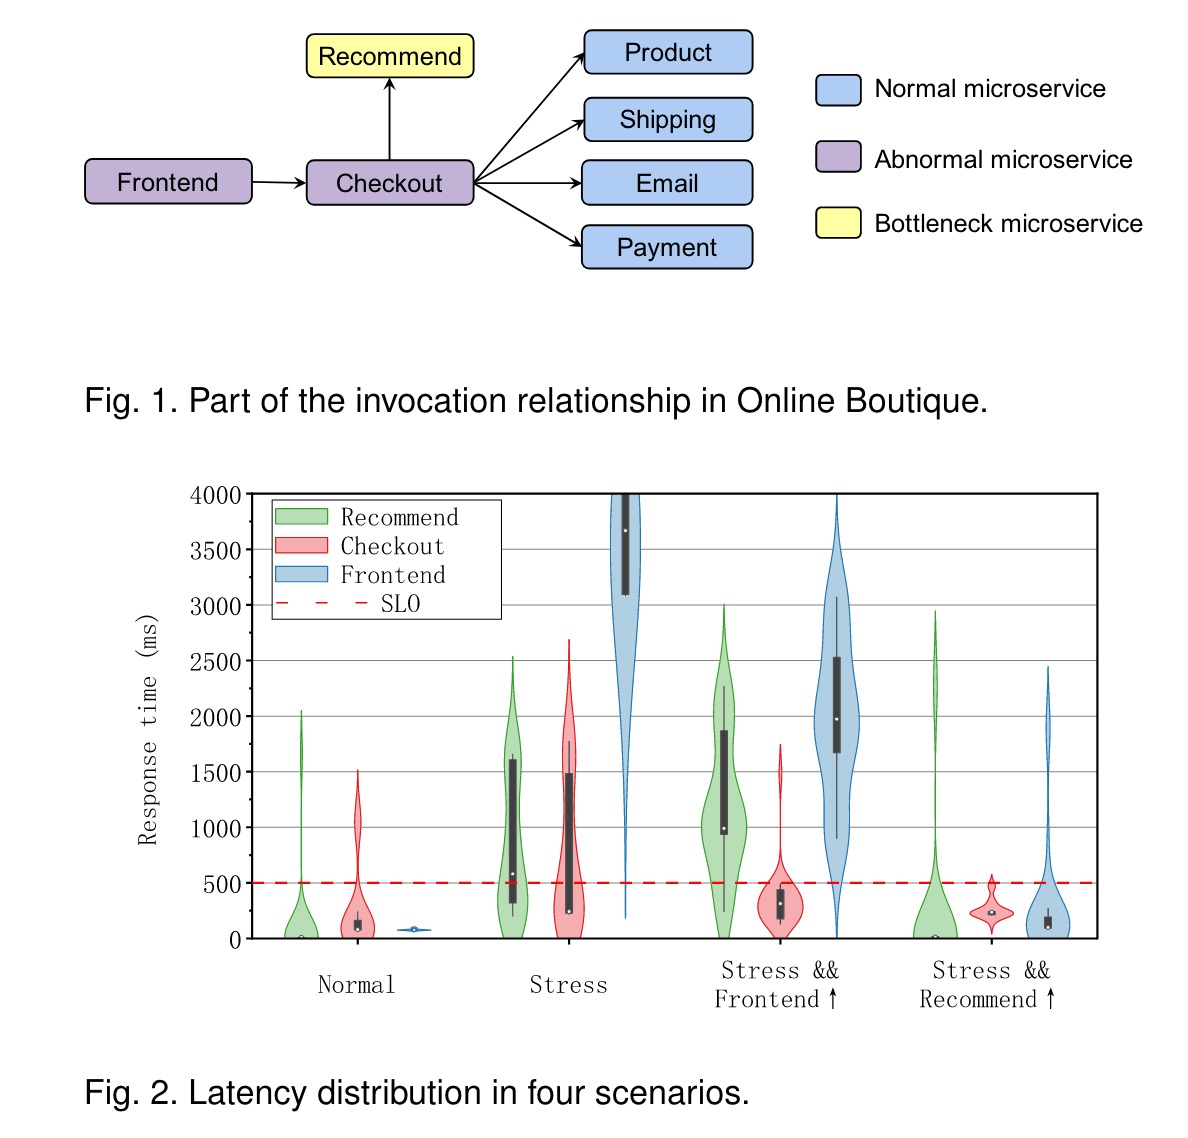 Recommend
Product
Shipping
Frontend
Checkout
Email
Payment
Normal microservice
Abnormal microservice
Bottleneck microservice
Fig. 1. Part of the invocation relationship in Online Boutique.
4000
3500
3000
2500
2000
1500
1000
500
0
Response time (ms)
Recommend
Checkout
Frontend
SLO
Normal
Stress
Stress &&
Frontend↑
Stress &&
Recommend↑
Fig. 2. Latency distribution in four scenarios.